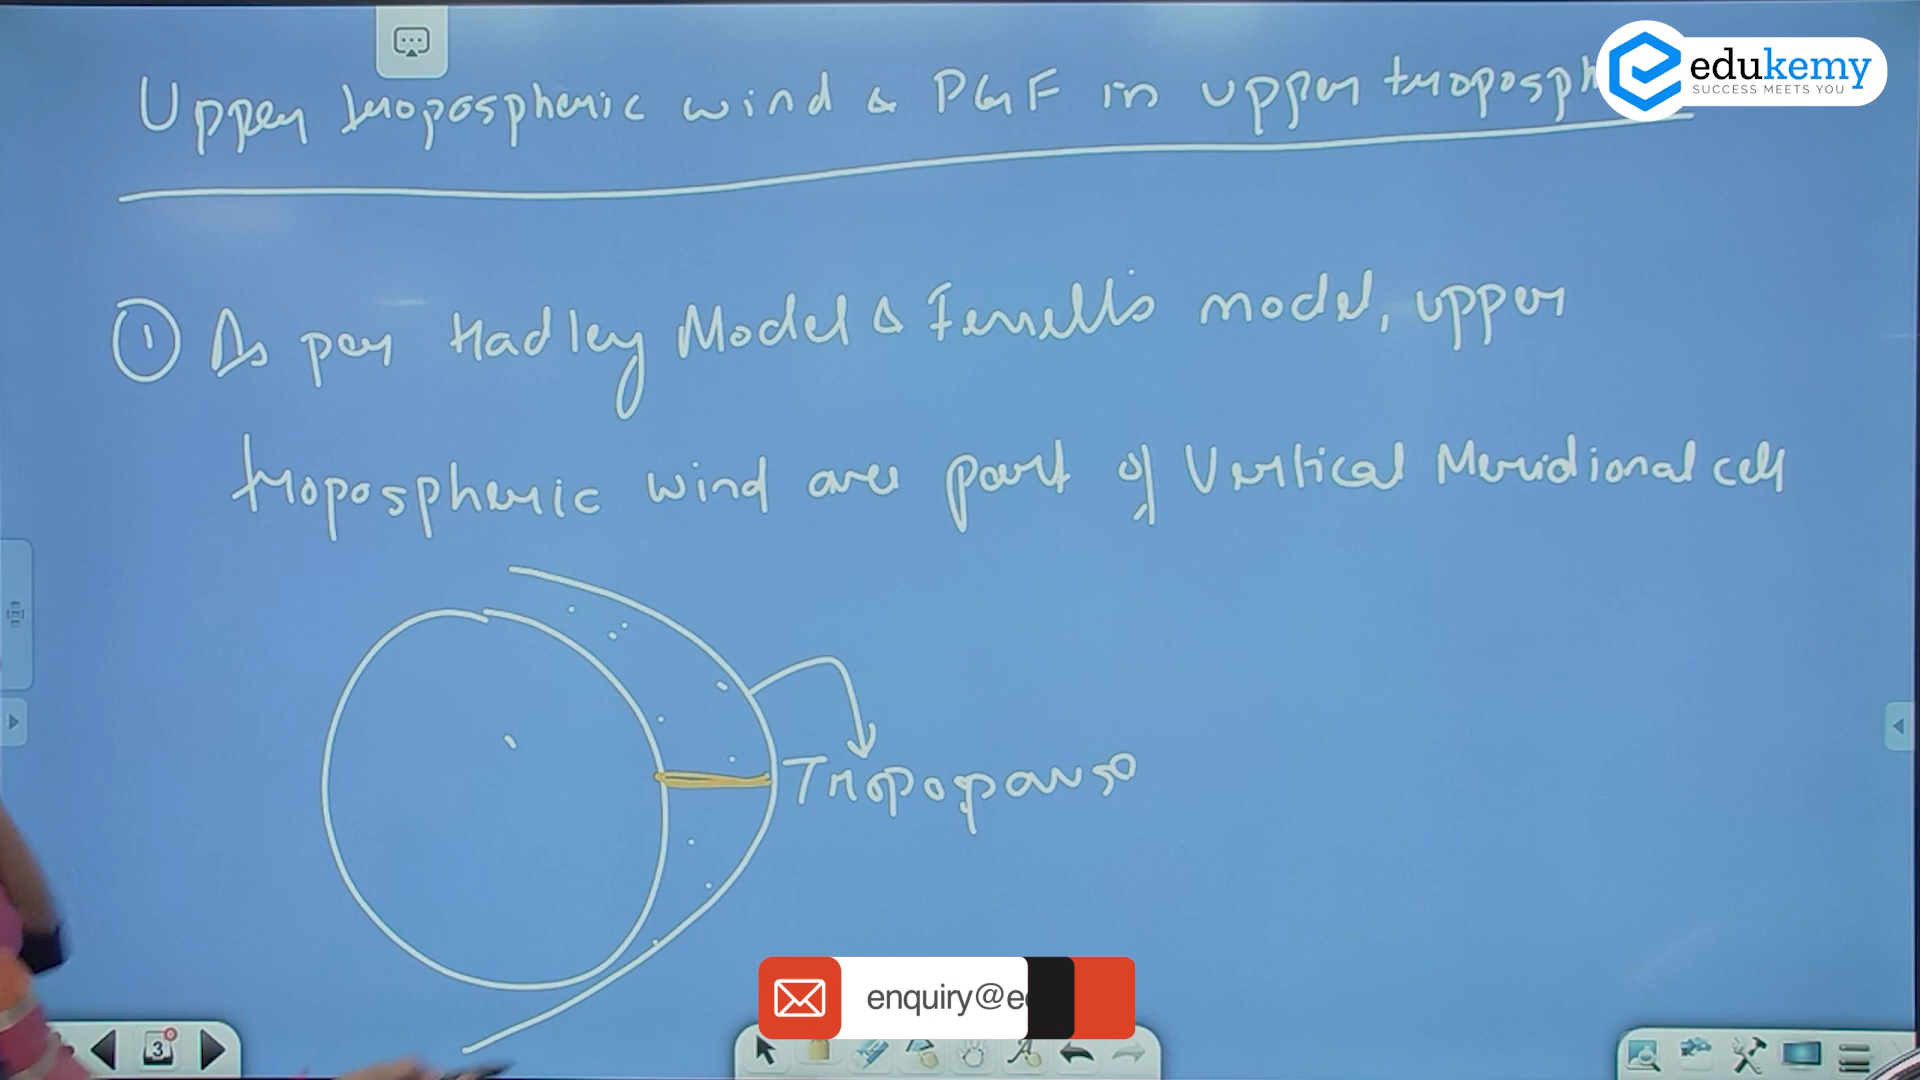 Upper tropospheric wind & PGF in upper troposph
edukemy
SUCCESS MEETS YOU
① As per Hadley Model & Ferrell's model, upper
tropospheric wind are part of Vertical Meridional cell
Tropopause
enquiry@e
3
0